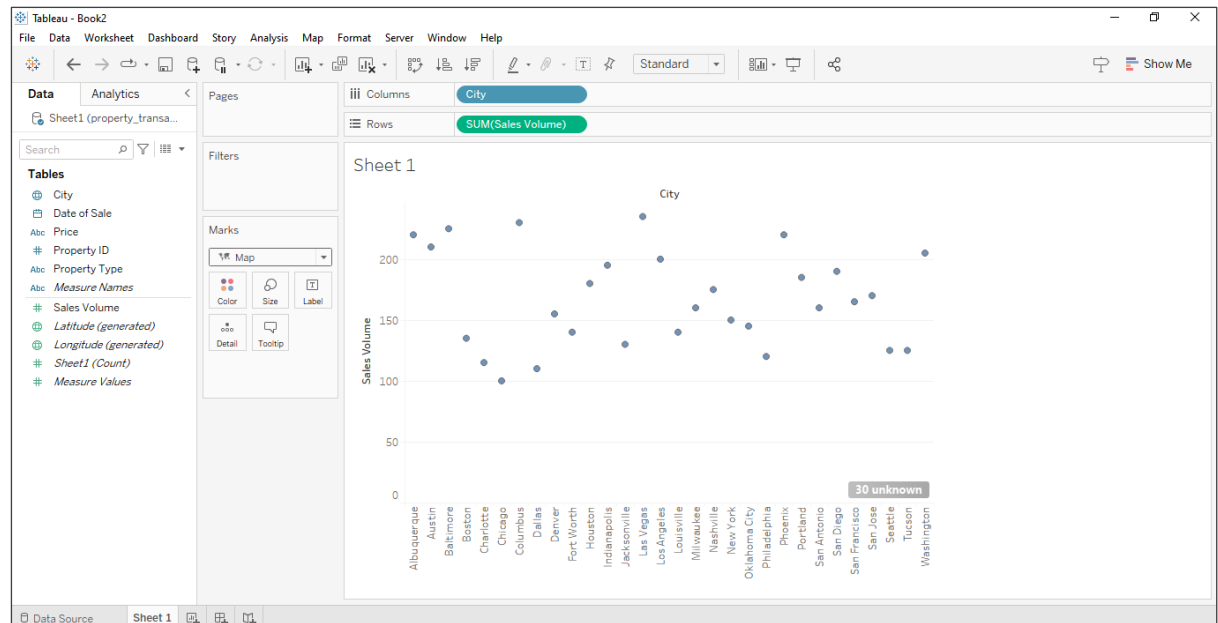 Tableau - Book2
File Data Worksheet Dashboard Story Analysis Map Format Server Window Help
Standard
Show Me
Data Analytics
Sheet1 (property_transa...
Search
Tables
City
Date of Sale
Abc Price
# Property ID
Abc Property Type
Abc Measure Names
# Sales Volume
Latitude (generated)
Longitude (generated)
# Sheet1 (Count)
# Measure Values
Pages
Filters
Marks
Map
Color Size Label
Detail Tooltip
Columns City
Rows SUM(Sales Volume)
Sheet 1
City
Sales Volume
200
150
100
50
0
30 unknown
Albuquerque
Austin
Baltimore
Boston
Charlotte
Chicago
Columbus
Dallas
Denver
Fort Worth
Houston
Indianapolis
Jacksonville
Las Vegas
Los Angeles
Louisville
Milwaukee
Nashville
New York
Oklahoma City
Philadelphia
Phoenix
Portland
San Antonio
San Diego
San Francisco
San Jose
Seattle
Tucson
Washington
Data Source Sheet 1